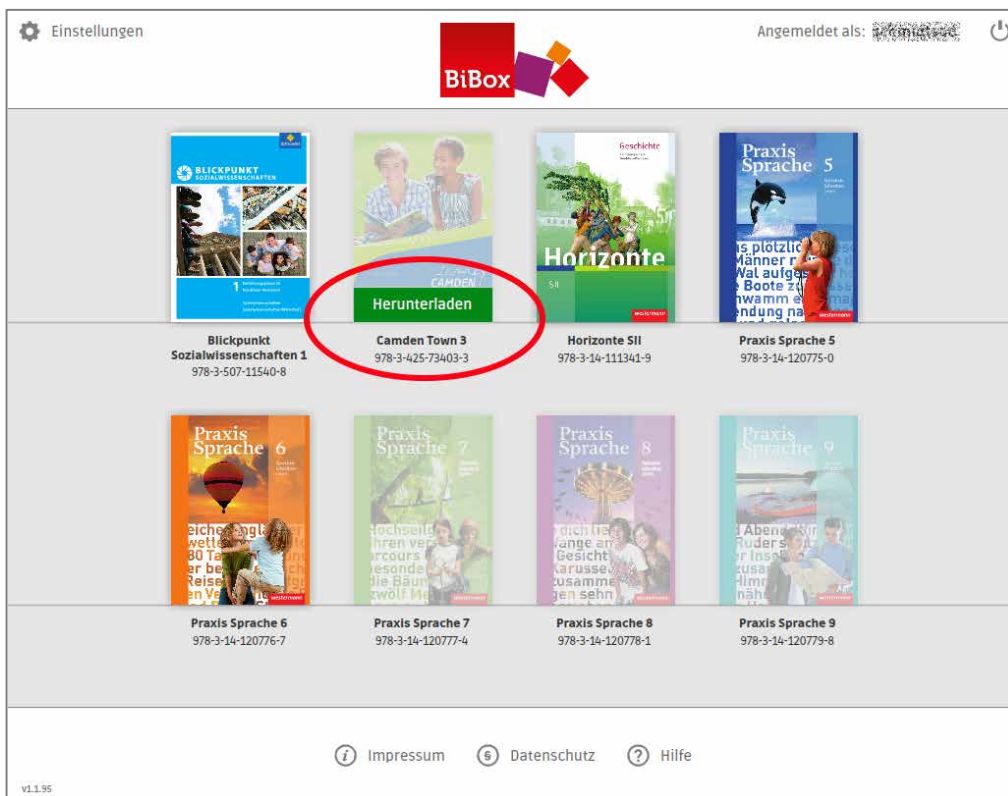 Einstellungen
Angemeldet als:
BiBox
BLICKPUNKT
SOZIALWISSENSCHAFTEN
1
CAMDEN
Herunterladen
Geschichte
Horizonte
SII
westermann
Praxis
Sprache 5
westermann
Blickpunkt
Sozialwissenschaften 1
978-3-507-11540-8
Camden Town 3
978-3-425-73403-3
Horizonte SII
978-3-14-111341-9
Praxis Sprache 5
978-3-14-120775-0
Praxis
Sprache 6
westermann
Praxis
Sprache 7
Praxis
Sprache 8
Praxis
Sprache 9
Praxis Sprache 6
978-3-14-120776-7
Praxis Sprache 7
978-3-14-120777-4
Praxis Sprache 8
978-3-14-120778-1
Praxis Sprache 9
978-3-14-120779-8
Impressum
Datenschutz
Hilfe
v1.1.95